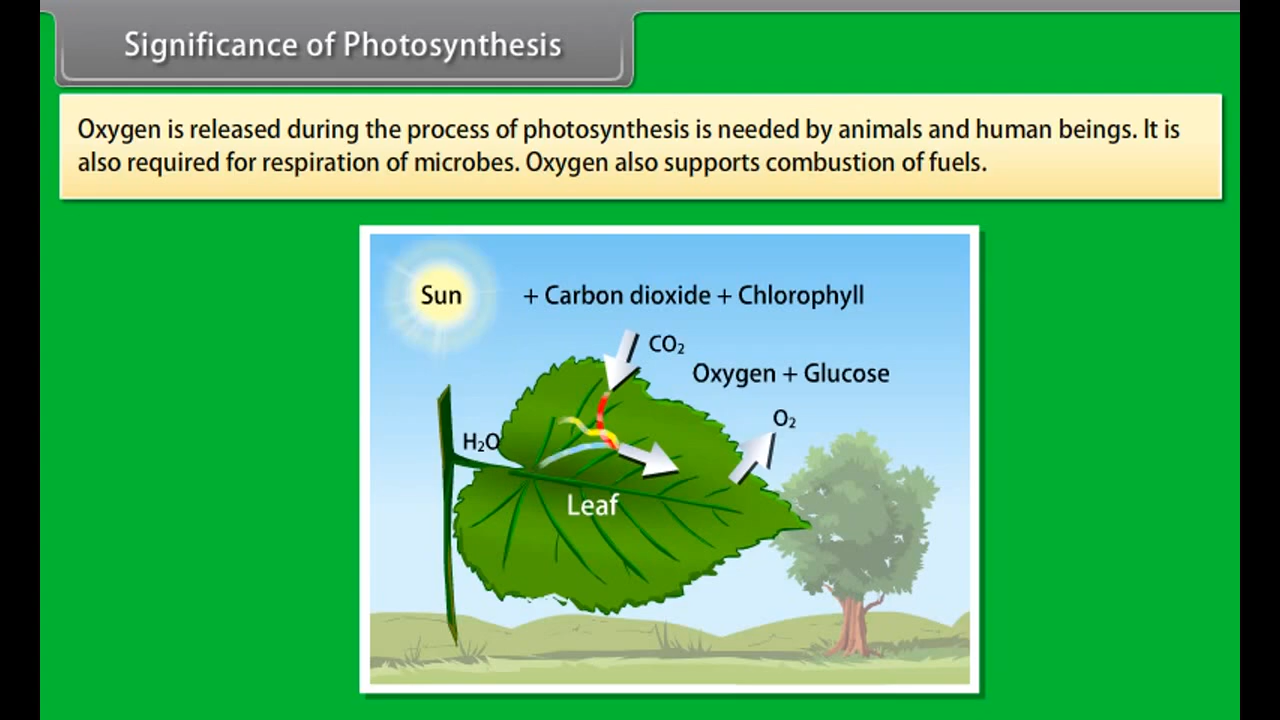 Significance of Photosynthesis
Oxygen is released during the process of photosynthesis is needed by animals and human beings. It is
also required for respiration of microbes. Oxygen also supports combustion of fuels.
Sun + Carbon dioxide + Chlorophyll
CO₂
Oxygen + Glucose
O₂
H₂O
Leaf